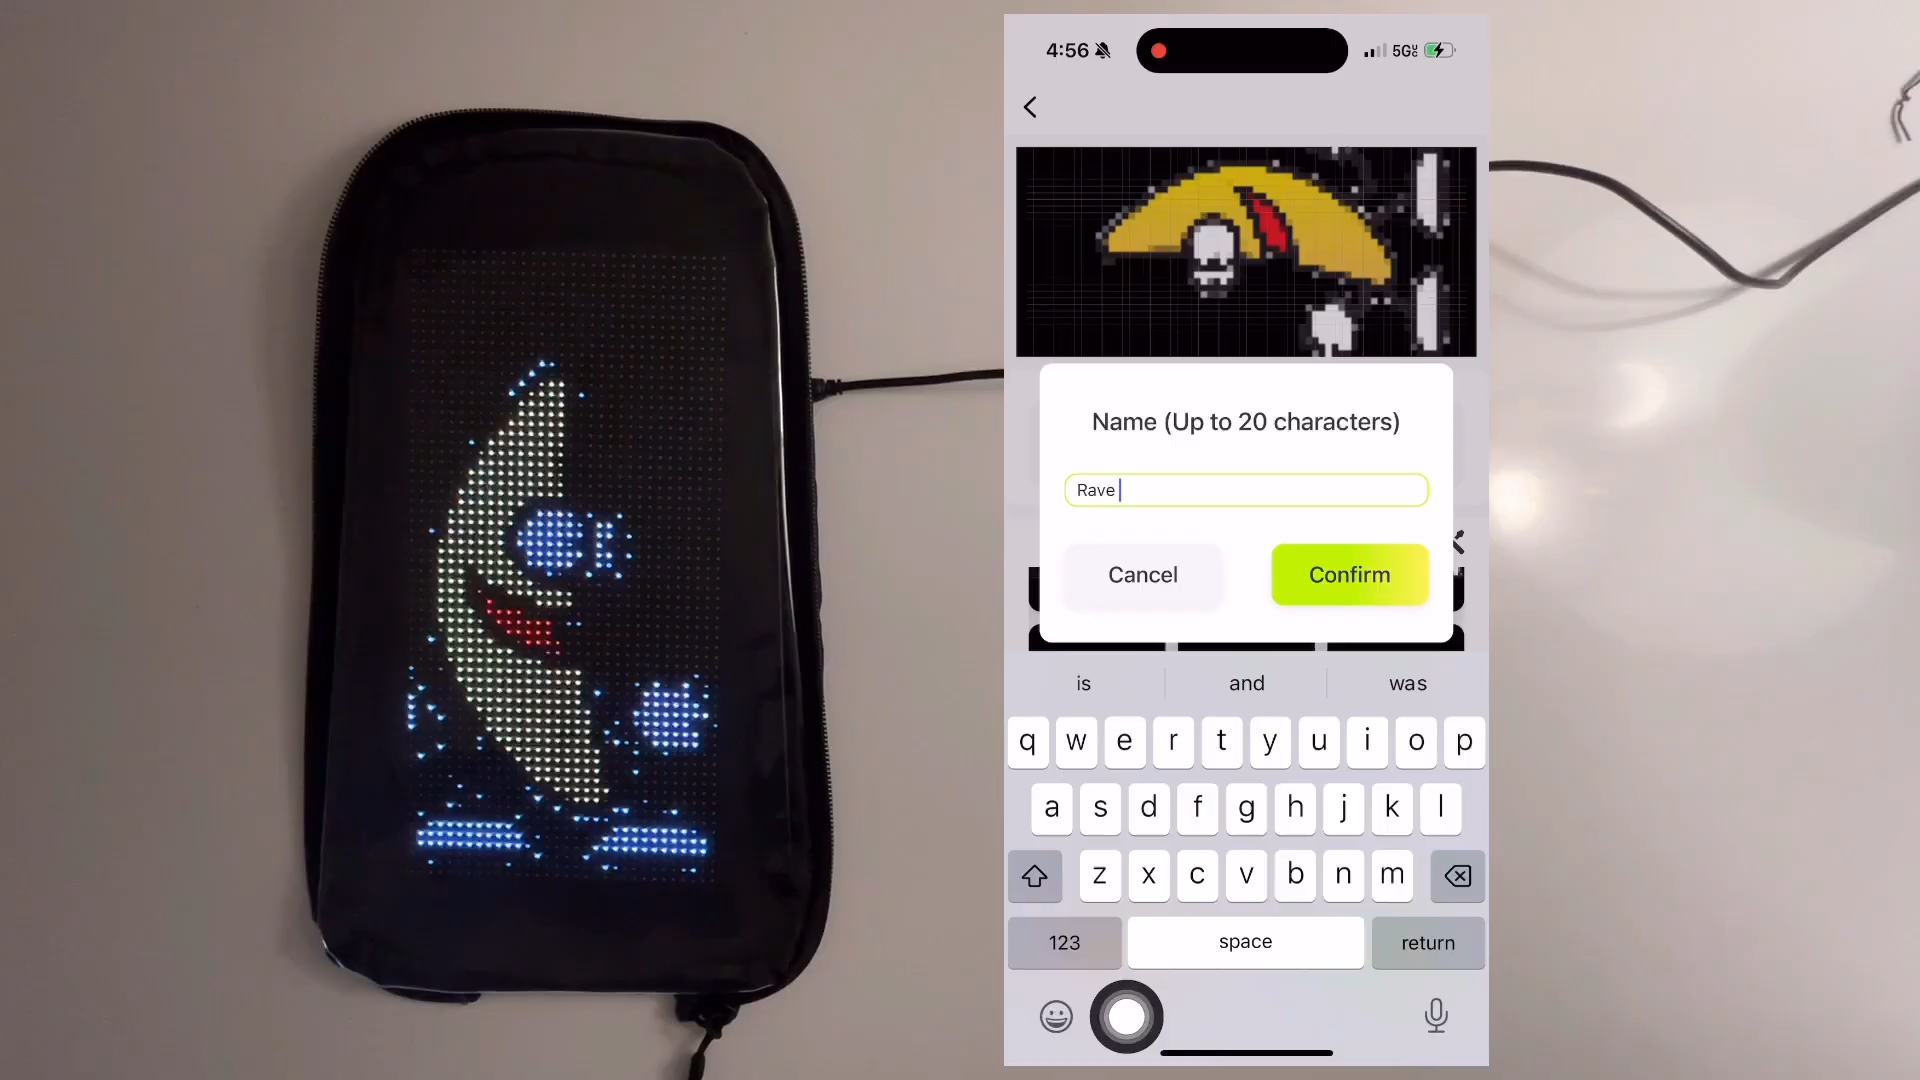 4:56
5G
Name (Up to 20 characters)
Rave
Cancel
Confirm
is and was
q w e r t y u i o p
a s d f g h j k l
z x c v b n m
123 space return